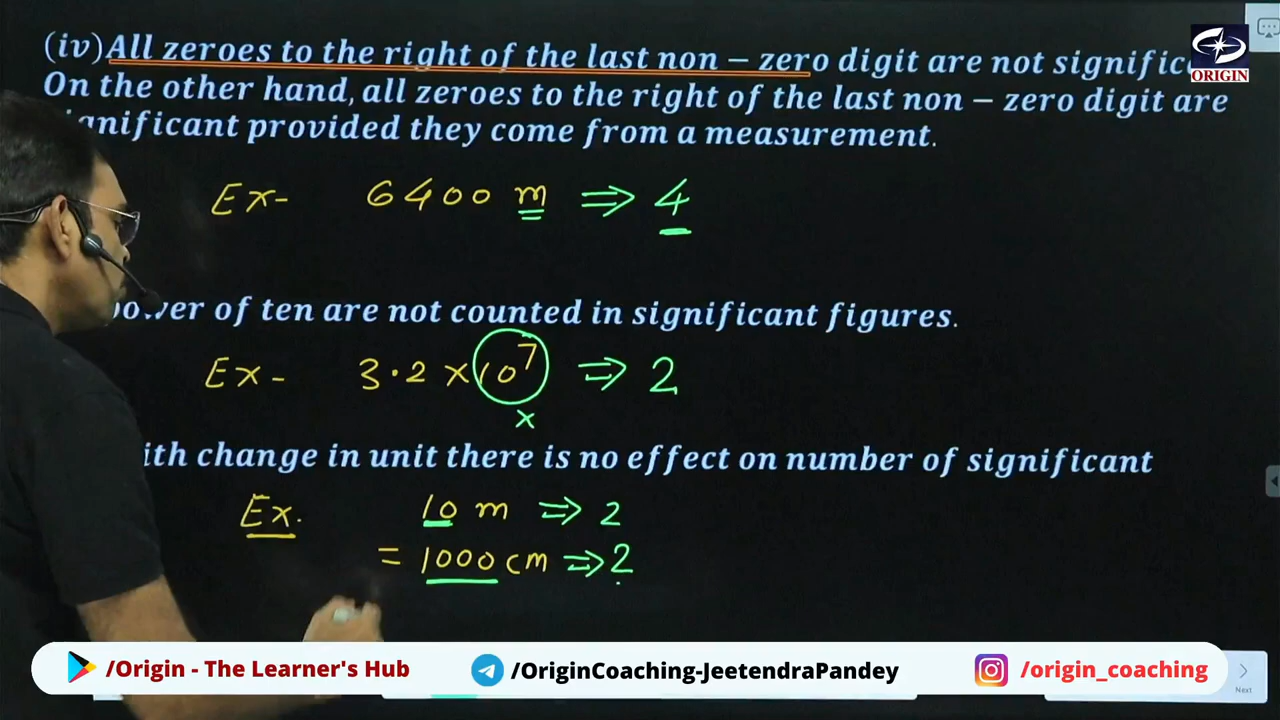 (iv) All zeroes to the right of the last non − zero digit are not
ORIGIN
On the other hand, all zeroes to the right of the last non − zero digit are
provided they come from a measurement.
Ex- 6400 m ⇒ 4
power of ten are not counted in significant figures.
Ex - 3.2 × 10⁷ ⇒ 2
x
change in unit there is no effect on number of significant
Ex. 10 m ⇒ 2
= 1000 cm ⇒ 2
/Origin - The Learner's Hub /OriginCoaching-JeetendraPandey /origin_coaching
Next